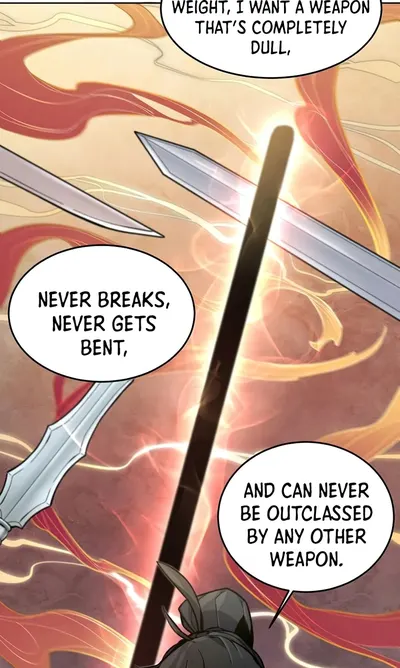 WEIGHT, I WANT A WEAPON
THAT'S COMPLETELY
DULL,
NEVER BREAKS,
NEVER GETS
BENT,
AND CAN NEVER
BE OUTCLASSED
BY ANY OTHER
WEAPON.